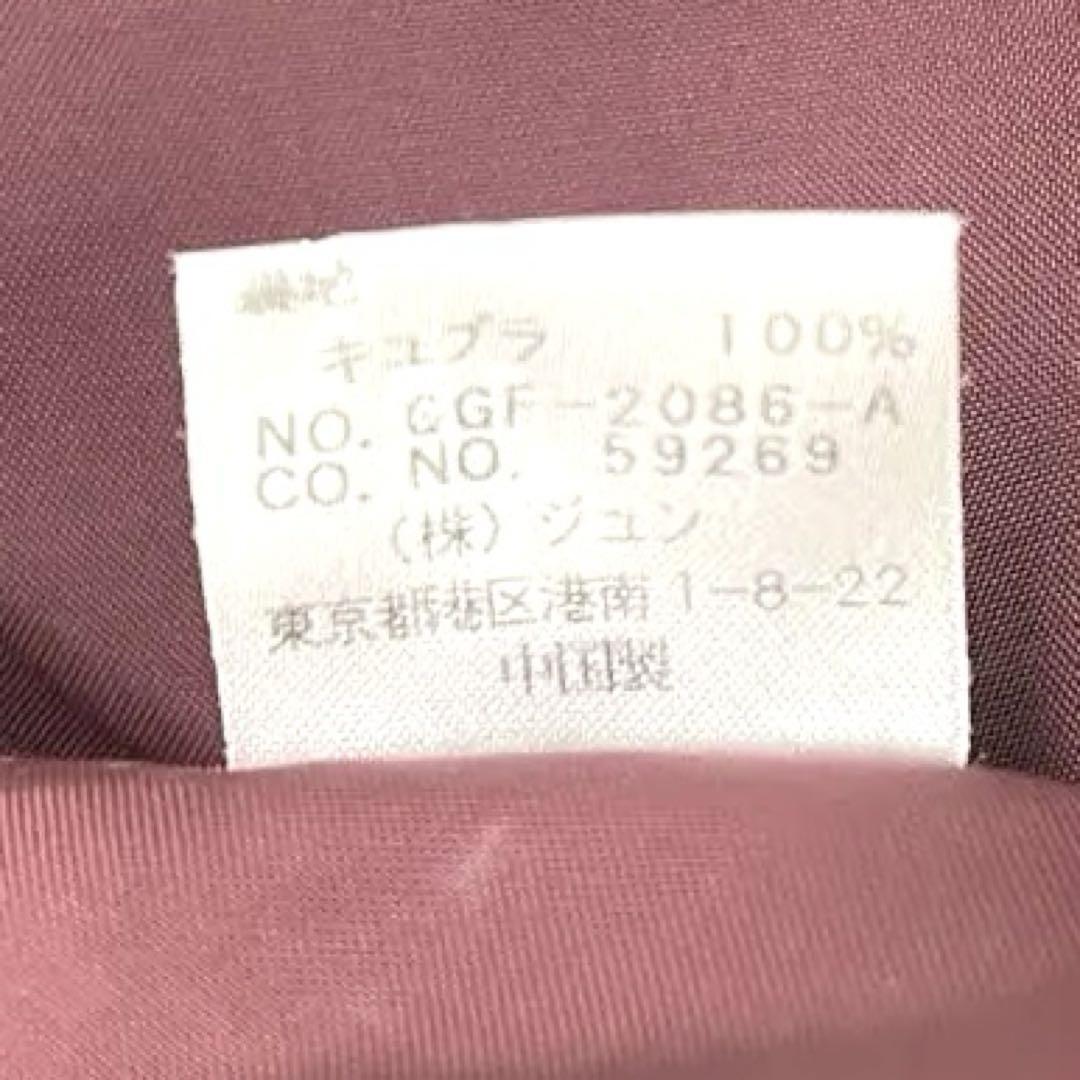 キュプラ 100%
NO. CGF-2086-A
CO. NO. 59269
(株) ジュン
東京都港区港南 1-8-22
中国製